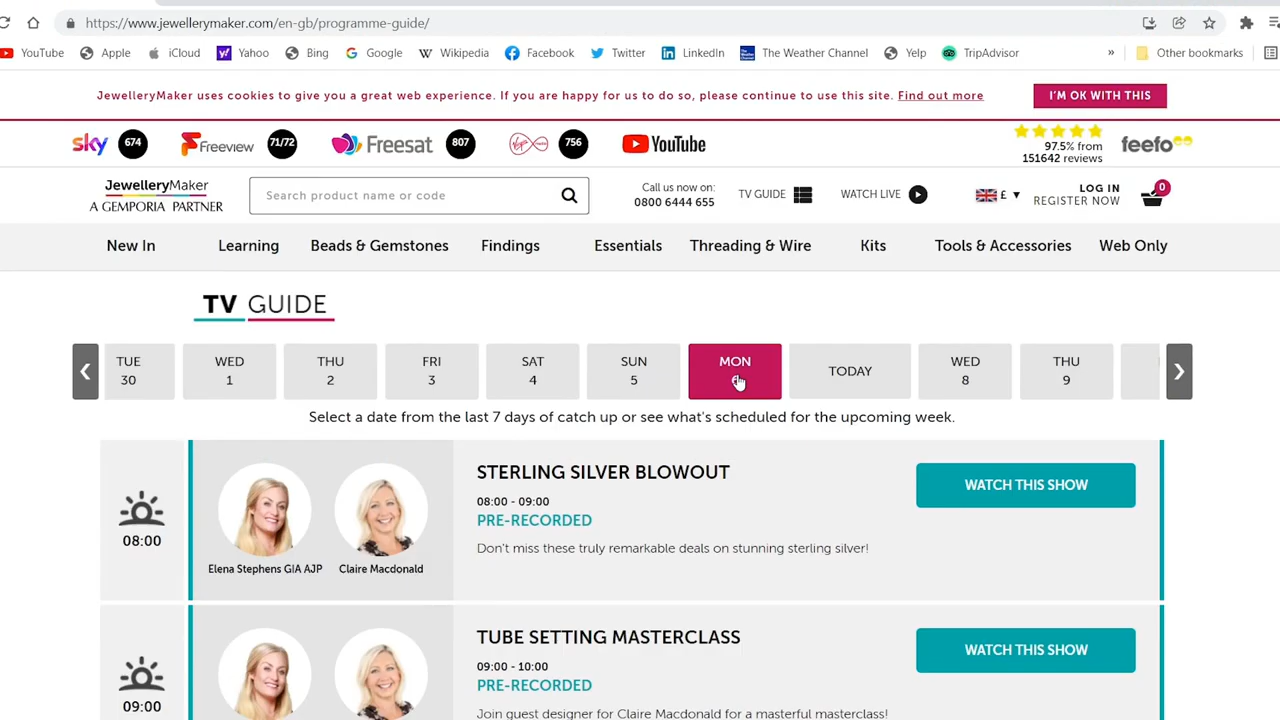 https://www.jewellerymaker.com/en-gb/programme-guide/
YouTube Apple iCloud Yahoo Bing Google Wikipedia Facebook Twitter LinkedIn The Weather Channel Yelp TripAdvisor » Other bookmarks
JewelleryMaker uses cookies to give you a great web experience. If you are happy for us to do so, please continue to use this site. Find out more
I'M OK WITH THIS
sky 674 Freeview 71/72 Freesat 807 756 YouTube
97.5% from
151642 reviews
feefo
JewelleryMaker
A GEMPORIA PARTNER
Search product name or code
Call us now on:
0800 6444 655
TV GUIDE
WATCH LIVE
£ ▼
LOG IN
REGISTER NOW
0
New In Learning Beads & Gemstones Findings Essentials Threading & Wire Kits Tools & Accessories Web Only
TV GUIDE
TUE WED THU FRI SAT SUN MON TODAY WED THU
30 1 2 3 4 5 8 9
Select a date from the last 7 days of catch up or see what's scheduled for the upcoming week.
08:00
Elena Stephens GIA AJP
Claire Macdonald
STERLING SILVER BLOWOUT
08:00 - 09:00
PRE-RECORDED
Don't miss these truly remarkable deals on stunning sterling silver!
WATCH THIS SHOW
09:00
TUBE SETTING MASTERCLASS
09:00 - 10:00
PRE-RECORDED
Join guest designer for Claire Macdonald for a masterful masterclass!
WATCH THIS SHOW